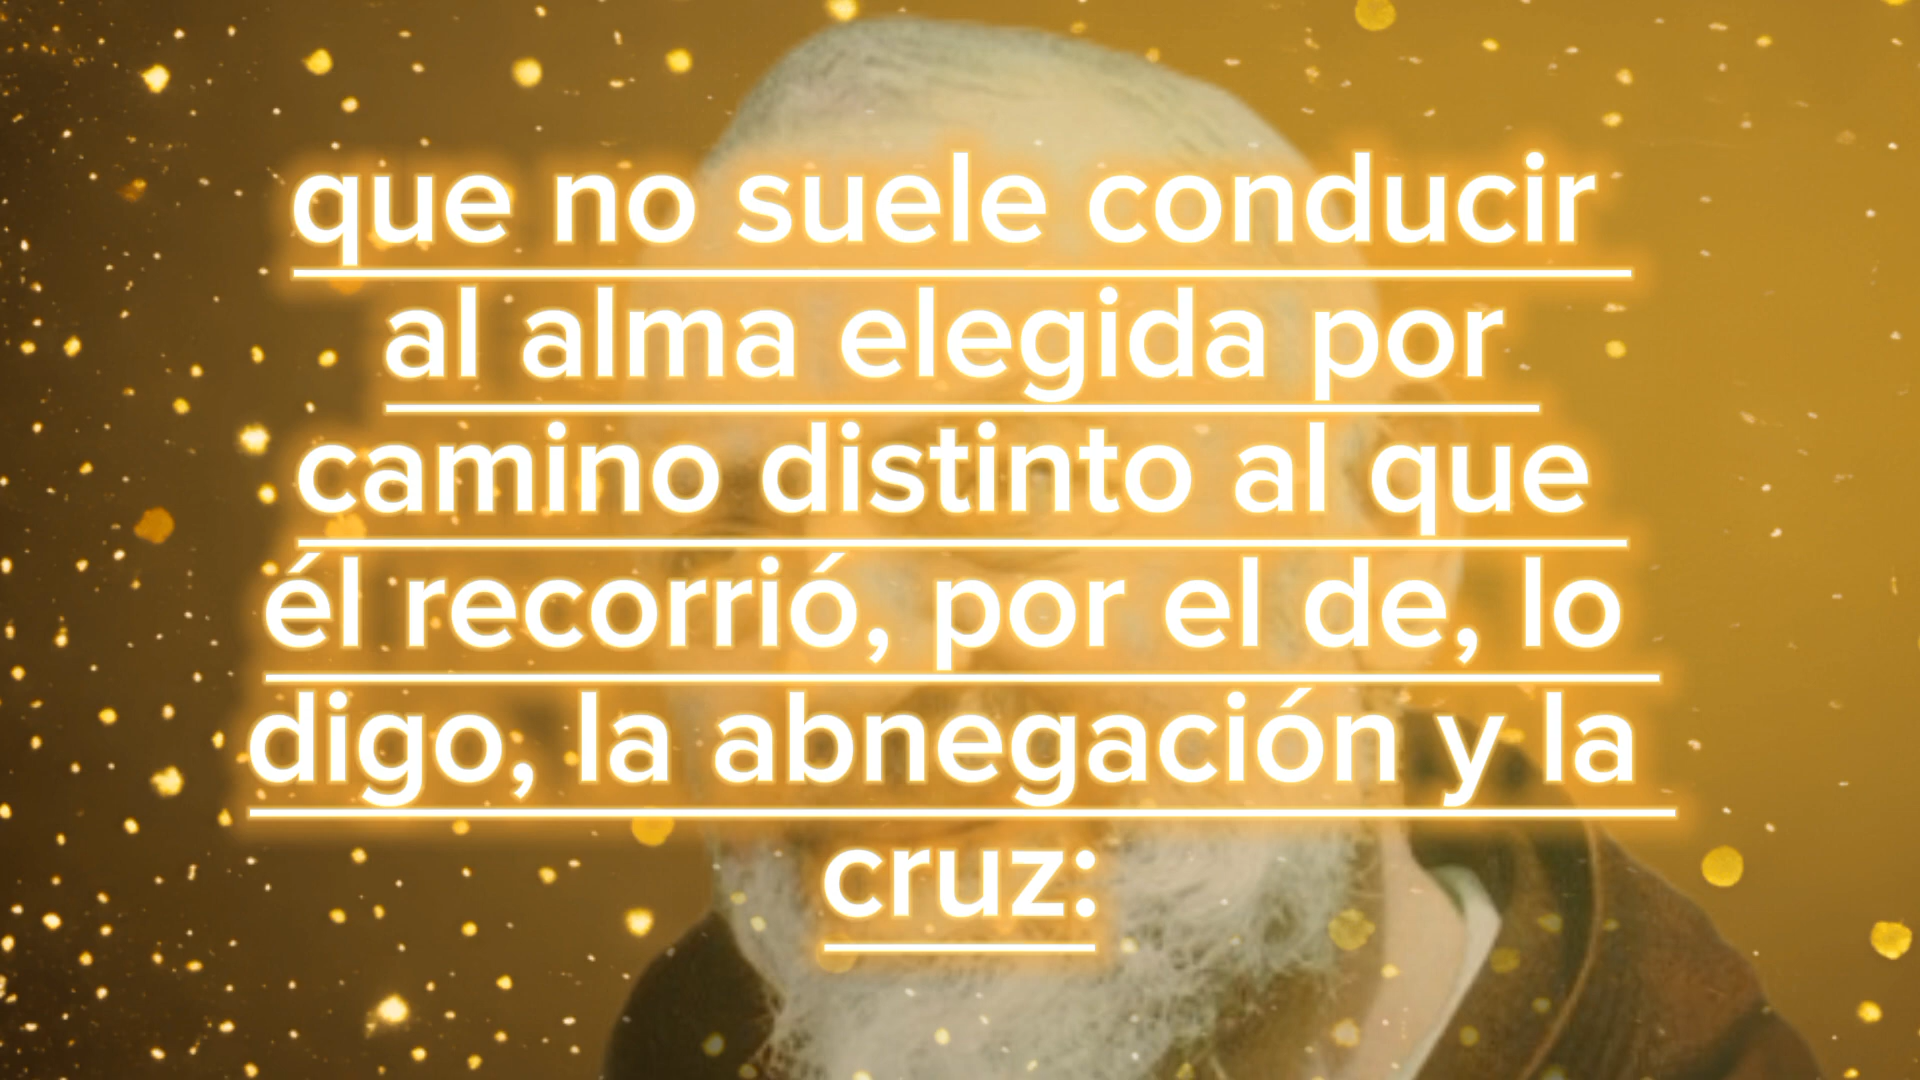 que no suele conducir
al alma elegida por
camino distinto al que
él recorrió, por el de, lo
digo, la abnegación y la
cruz: